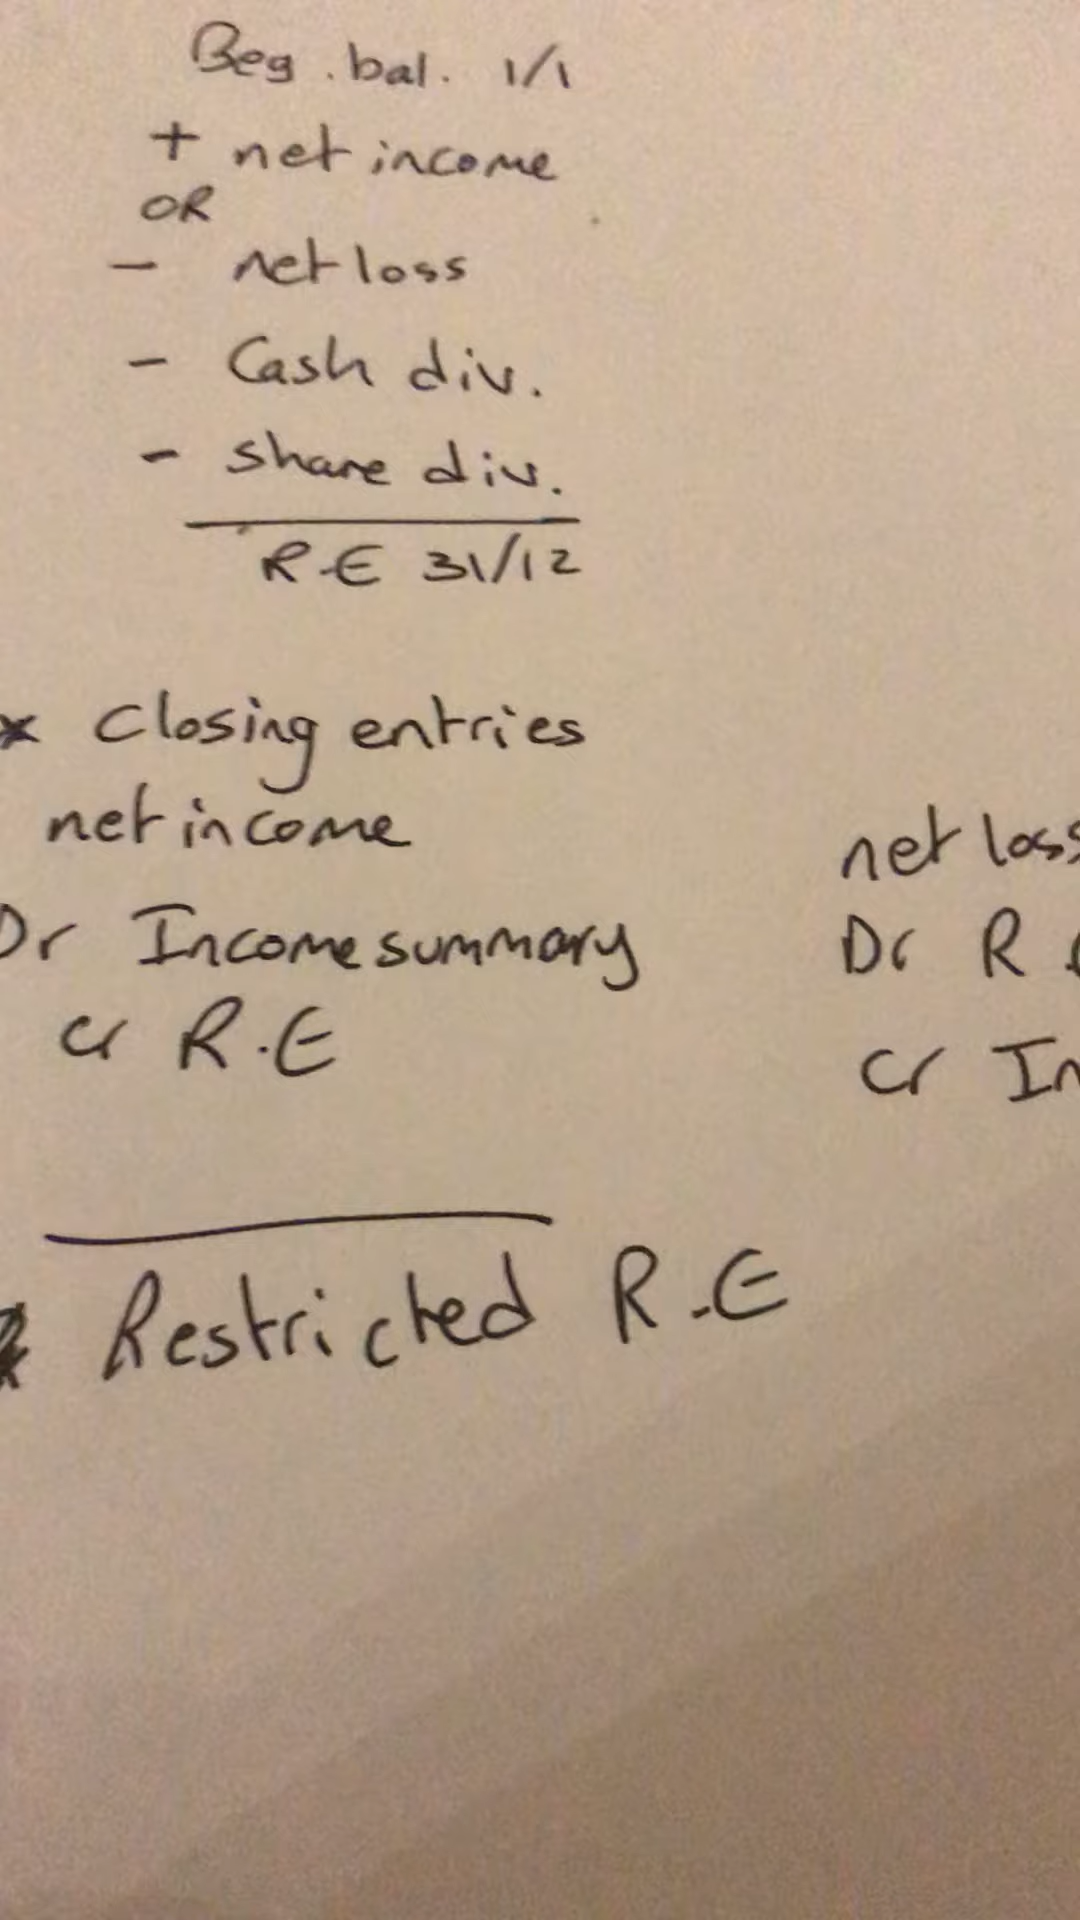 Beg. bal. 1/1
+ net income
OR
- net loss
- Cash div.
- share div.
R.E 31/12
* Closing entries
net income
Dr Income summary
cr R.E
net loss
Dr R
cr In
* Restricted R.E